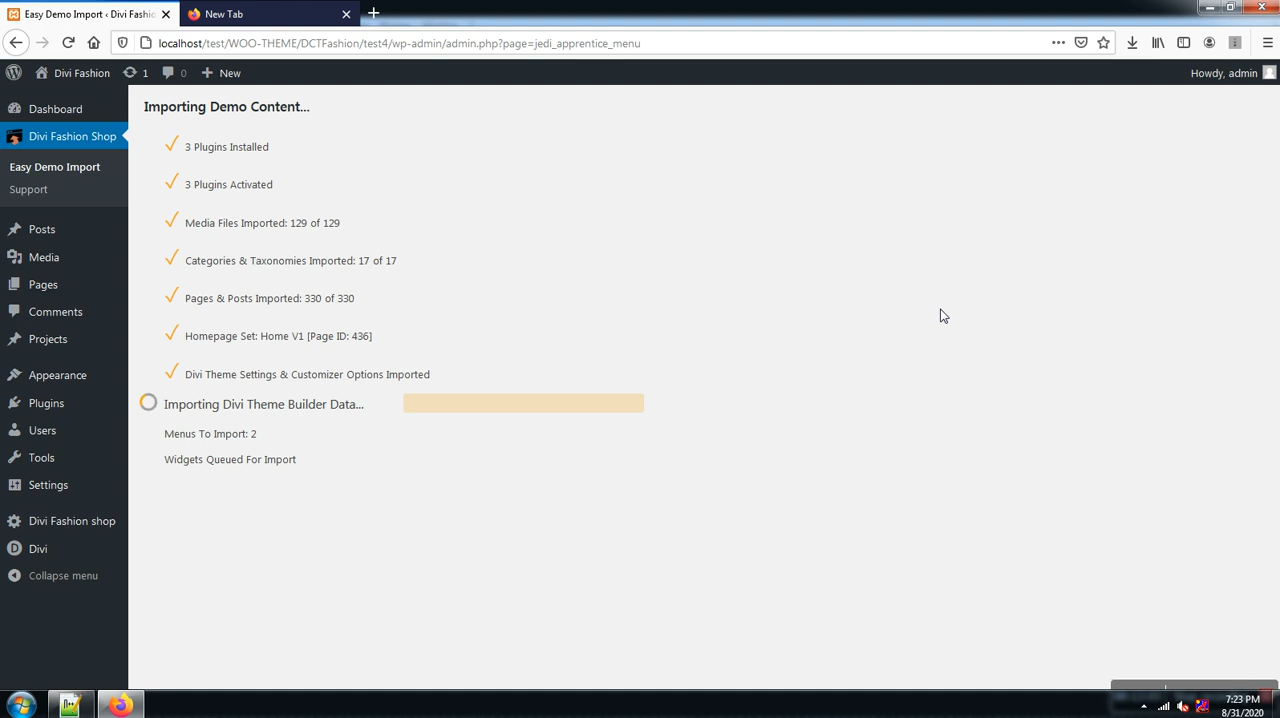 Easy Demo Import ‹ Divi Fashion
New Tab
localhost/test/WOO-THEME/DCTFashion/test4/wp-admin/admin.php?page=jedi_apprentice_menu
Divi Fashion 1 0 New Howdy, admin
Dashboard
Divi Fashion Shop
Easy Demo Import
Support
Posts
Media
Pages
Comments
Projects
Appearance
Plugins
Users
Tools
Settings
Divi Fashion shop
Divi
Collapse menu
Importing Demo Content...
3 Plugins Installed
3 Plugins Activated
Media Files Imported: 129 of 129
Categories & Taxonomies Imported: 17 of 17
Pages & Posts Imported: 330 of 330
Homepage Set: Home V1 [Page ID: 436]
Divi Theme Settings & Customizer Options Imported
Importing Divi Theme Builder Data...
Menus To Import: 2
Widgets Queued For Import
7:23 PM
8/31/2020